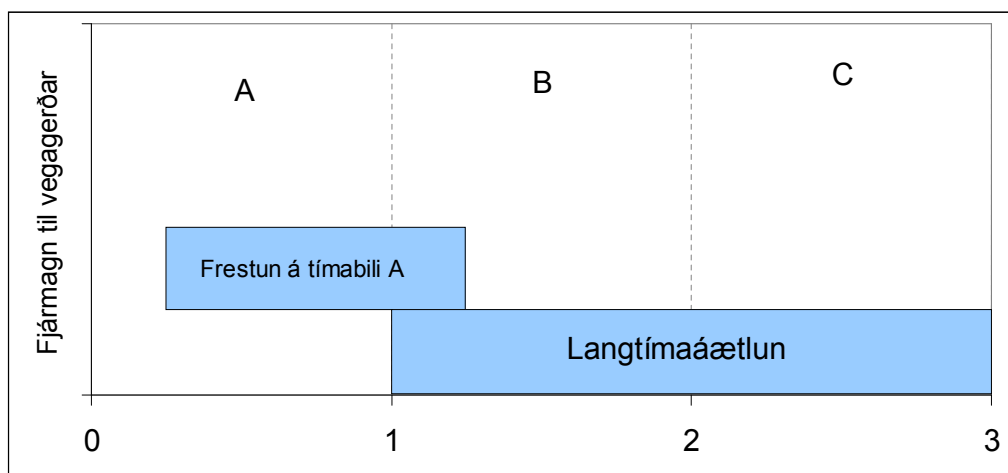 Fjármagn til vegagerðar
A
B
C
Frestun á tímabili A
Langtímaáætlun
0
1
2
3